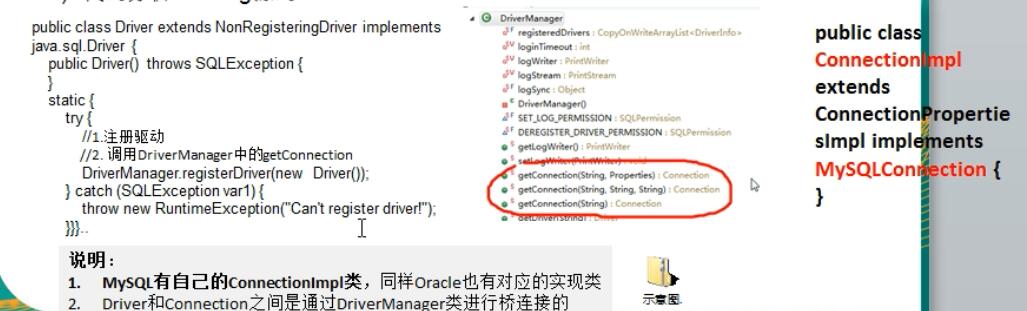 public class Driver extends NonRegisteringDriver implements
java.sql.Driver {
public Driver() throws SQLException {
}
static {
try {
//1.注册驱动
//2. 调用DriverManager中的getConnection
DriverManager.registerDriver(new Driver());
} catch (SQLException var1) {
throw new RuntimeException("Can't register driver!");
}}}..
DriverManager
registeredDrivers : CopyOnWriteArrayList<DriverInfo>
loginTimeout : int
logWriter : PrintWriter
logStream : PrintStream
logSync : Object
DriverManager()
SET_LOG_PERMISSION : SQLPermission
DEREGISTER_DRIVER_PERMISSION : SQLPermission
getLogWriter() : PrintWriter
setLogWriter(PrintWriter) : void
getConnection(String, Properties) : Connection
getConnection(String, String, String) : Connection
getConnection(String) : Connection
getDriver(String) : Driver
public class
ConnectionImpl
extends
ConnectionPropertie
sImpl implements
MySQLConnection {
}
说明：
1. MySQL有自己的ConnectionImpl类，同样Oracle也有对应的实现类
2. Driver和Connection之间是通过DriverManager类进行桥连接的
示意图.